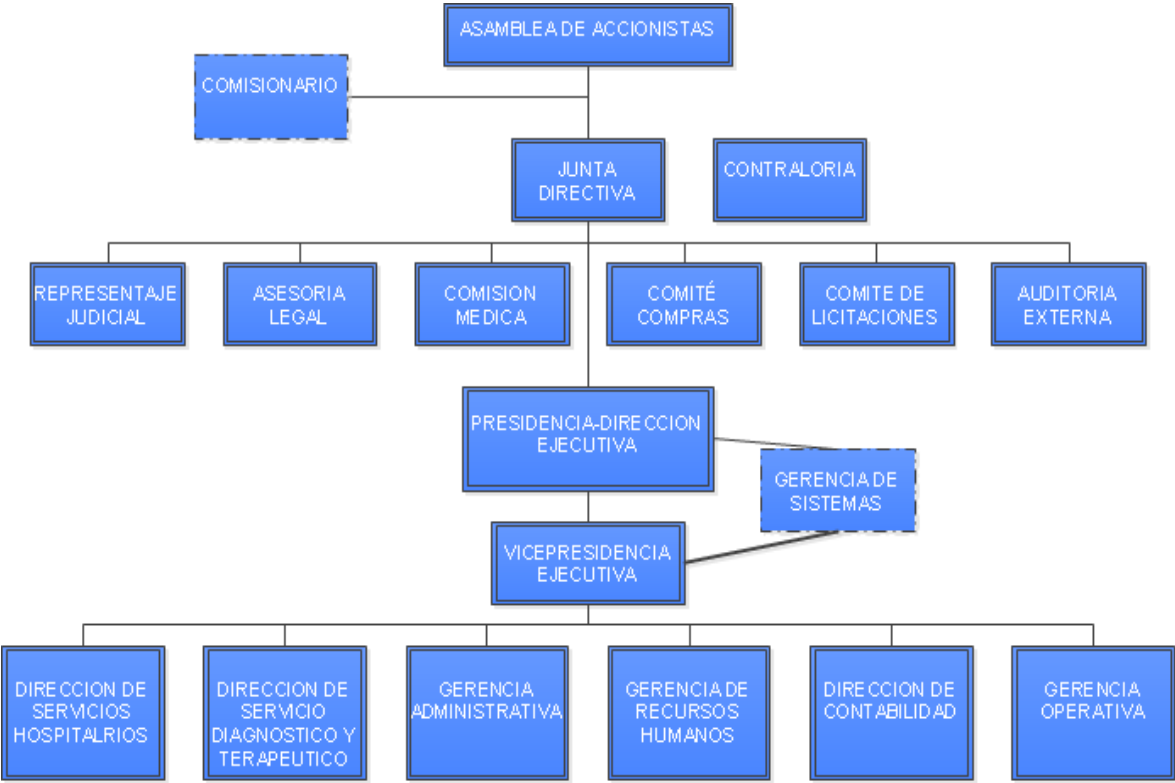 ASAMBLEA DE ACCIONISTAS
COMISIONARIO
JUNTA
DIRECTIVA
CONTRALORIA
REPRESENTAJE
JUDICIAL
ASESORIA
LEGAL
COMISION
MEDICA
COMITÉ
COMPRAS
COMITE DE
LICITACIONES
AUDITORIA
EXTERNA
PRESIDENCIA-DIRECCION
EJECUTIVA
GERENCIA DE
SISTEMAS
VICEPRESIDENCIA
EJECUTIVA
DIRECCION DE
SERVICIOS
HOSPITALRIOS
DIRECCION DE
SERVICIO
DIAGNOSTICO Y
TERAPEUTICO
GERENCIA
ADMINISTRATIVA
GERENCIA DE
RECURSOS
HUMANOS
DIRECCION DE
CONTABILIDAD
GERENCIA
OPERATIVA